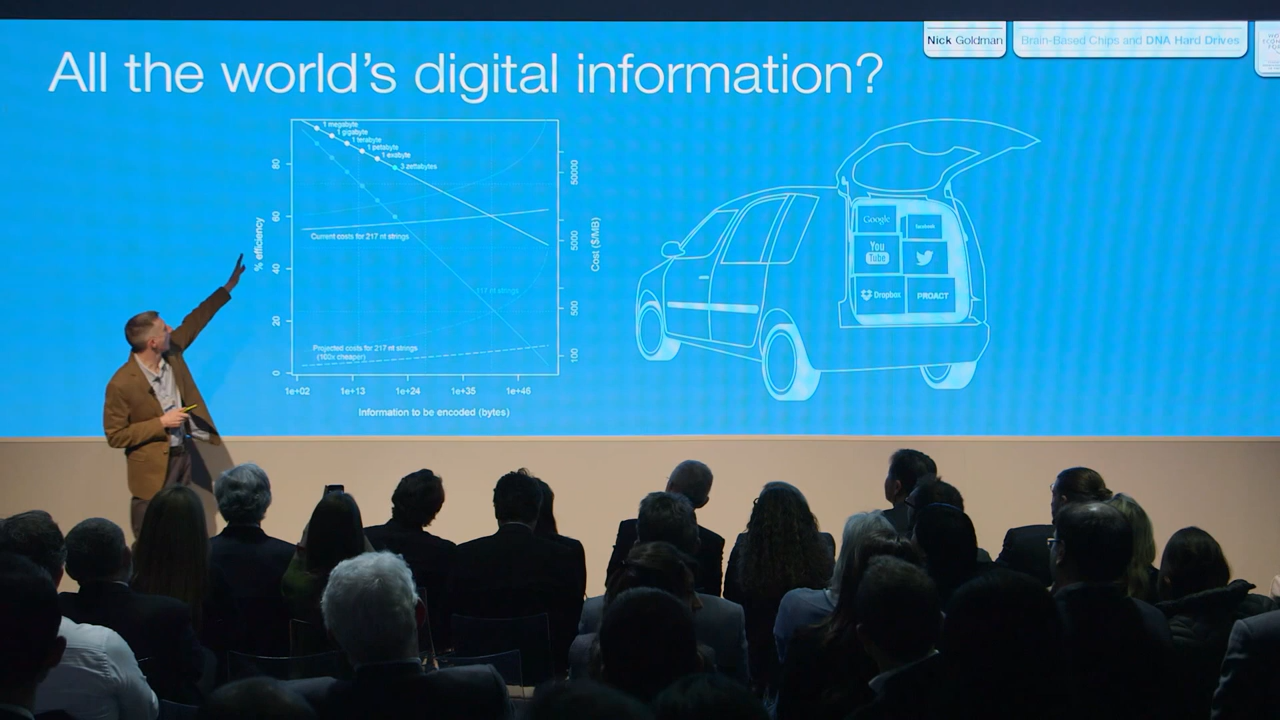 Nick Goldman
Brain-Based Chips and DNA Hard Drives
All the world's digital information?
1 megabyte
1 gigabyte
1 terabyte
1 petabyte
1 exabyte
3 zettabytes
Current costs for 217 nt strings
117 nt strings
Projected costs for 217 nt strings
(100x cheaper)
% efficiency
80
60
40
20
0
Cost ($/MB)
50000
5000
500
100
1e+02
1e+13
1e+24
1e+35
1e+46
Information to be encoded (bytes)
Google
facebook
You
Tube
Dropbox
PROACT